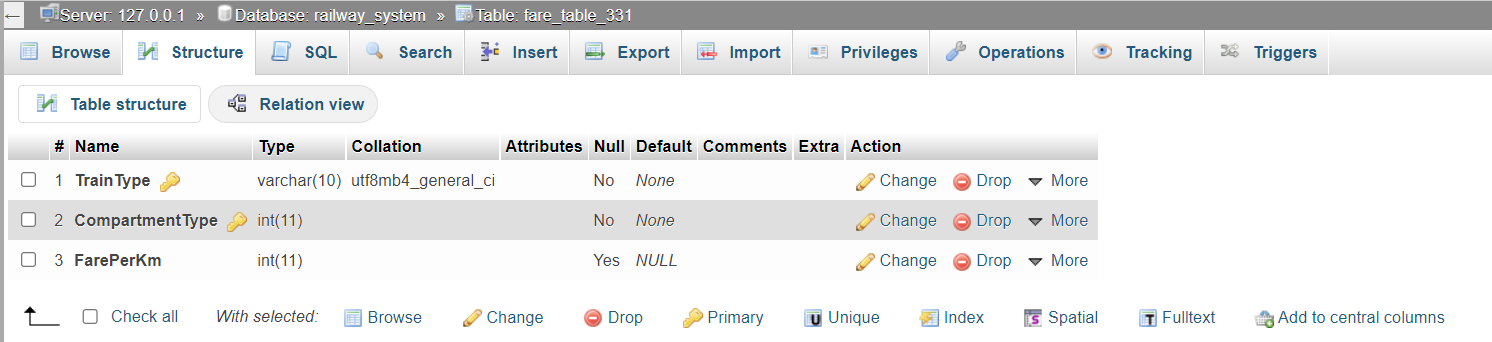 ← Server: 127.0.0.1 » Database: railway_system » Table: fare_table_331
Browse Structure SQL Search Insert Export Import Privileges Operations Tracking Triggers
Table structure Relation view
# Name Type Collation Attributes Null Default Comments Extra Action
1 TrainType varchar(10) utf8mb4_general_ci No None Change Drop More
2 CompartmentType int(11) No None Change Drop More
3 FarePerKm int(11) Yes NULL Change Drop More
Check all With selected: Browse Change Drop Primary U Unique Index S Spatial T Fulltext Add to central columns